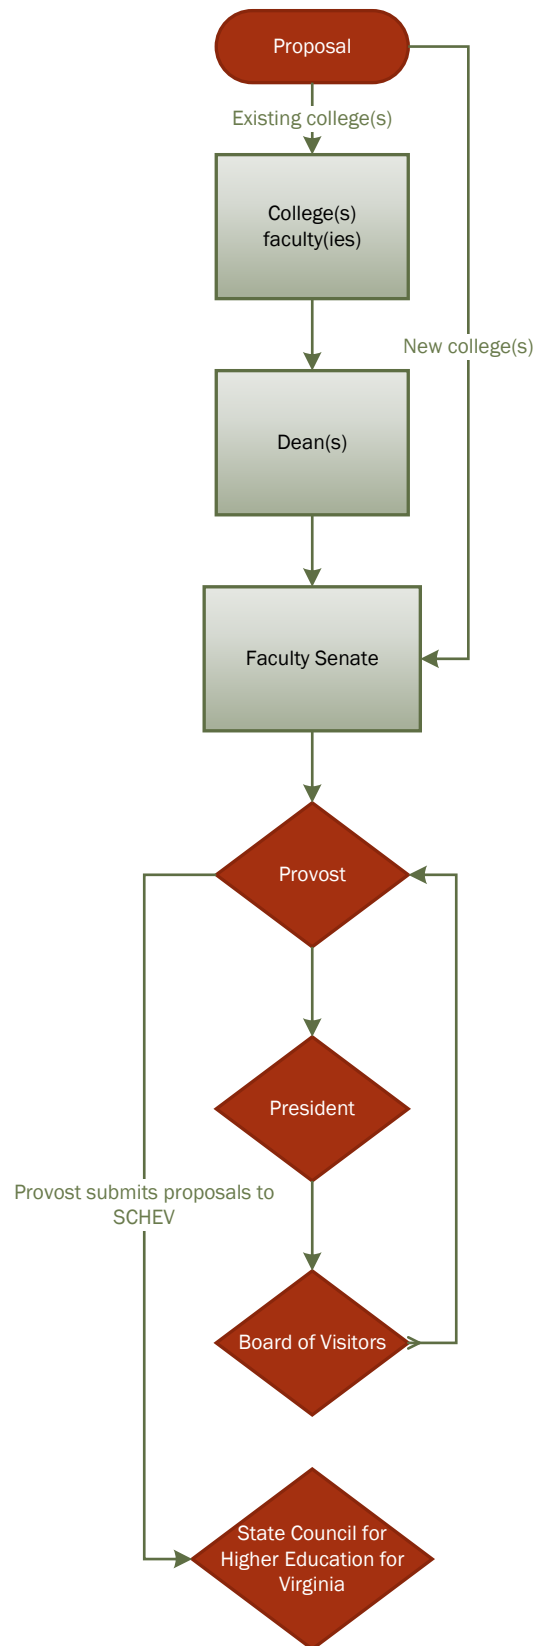 Proposal
Existing college(s)
College(s)
faculty(ies)
New college(s)
Dean(s)
Faculty Senate
Provost
President
Provost submits proposals to
SCHEV
Board of Visitors
State Council for
Higher Education for
Virginia